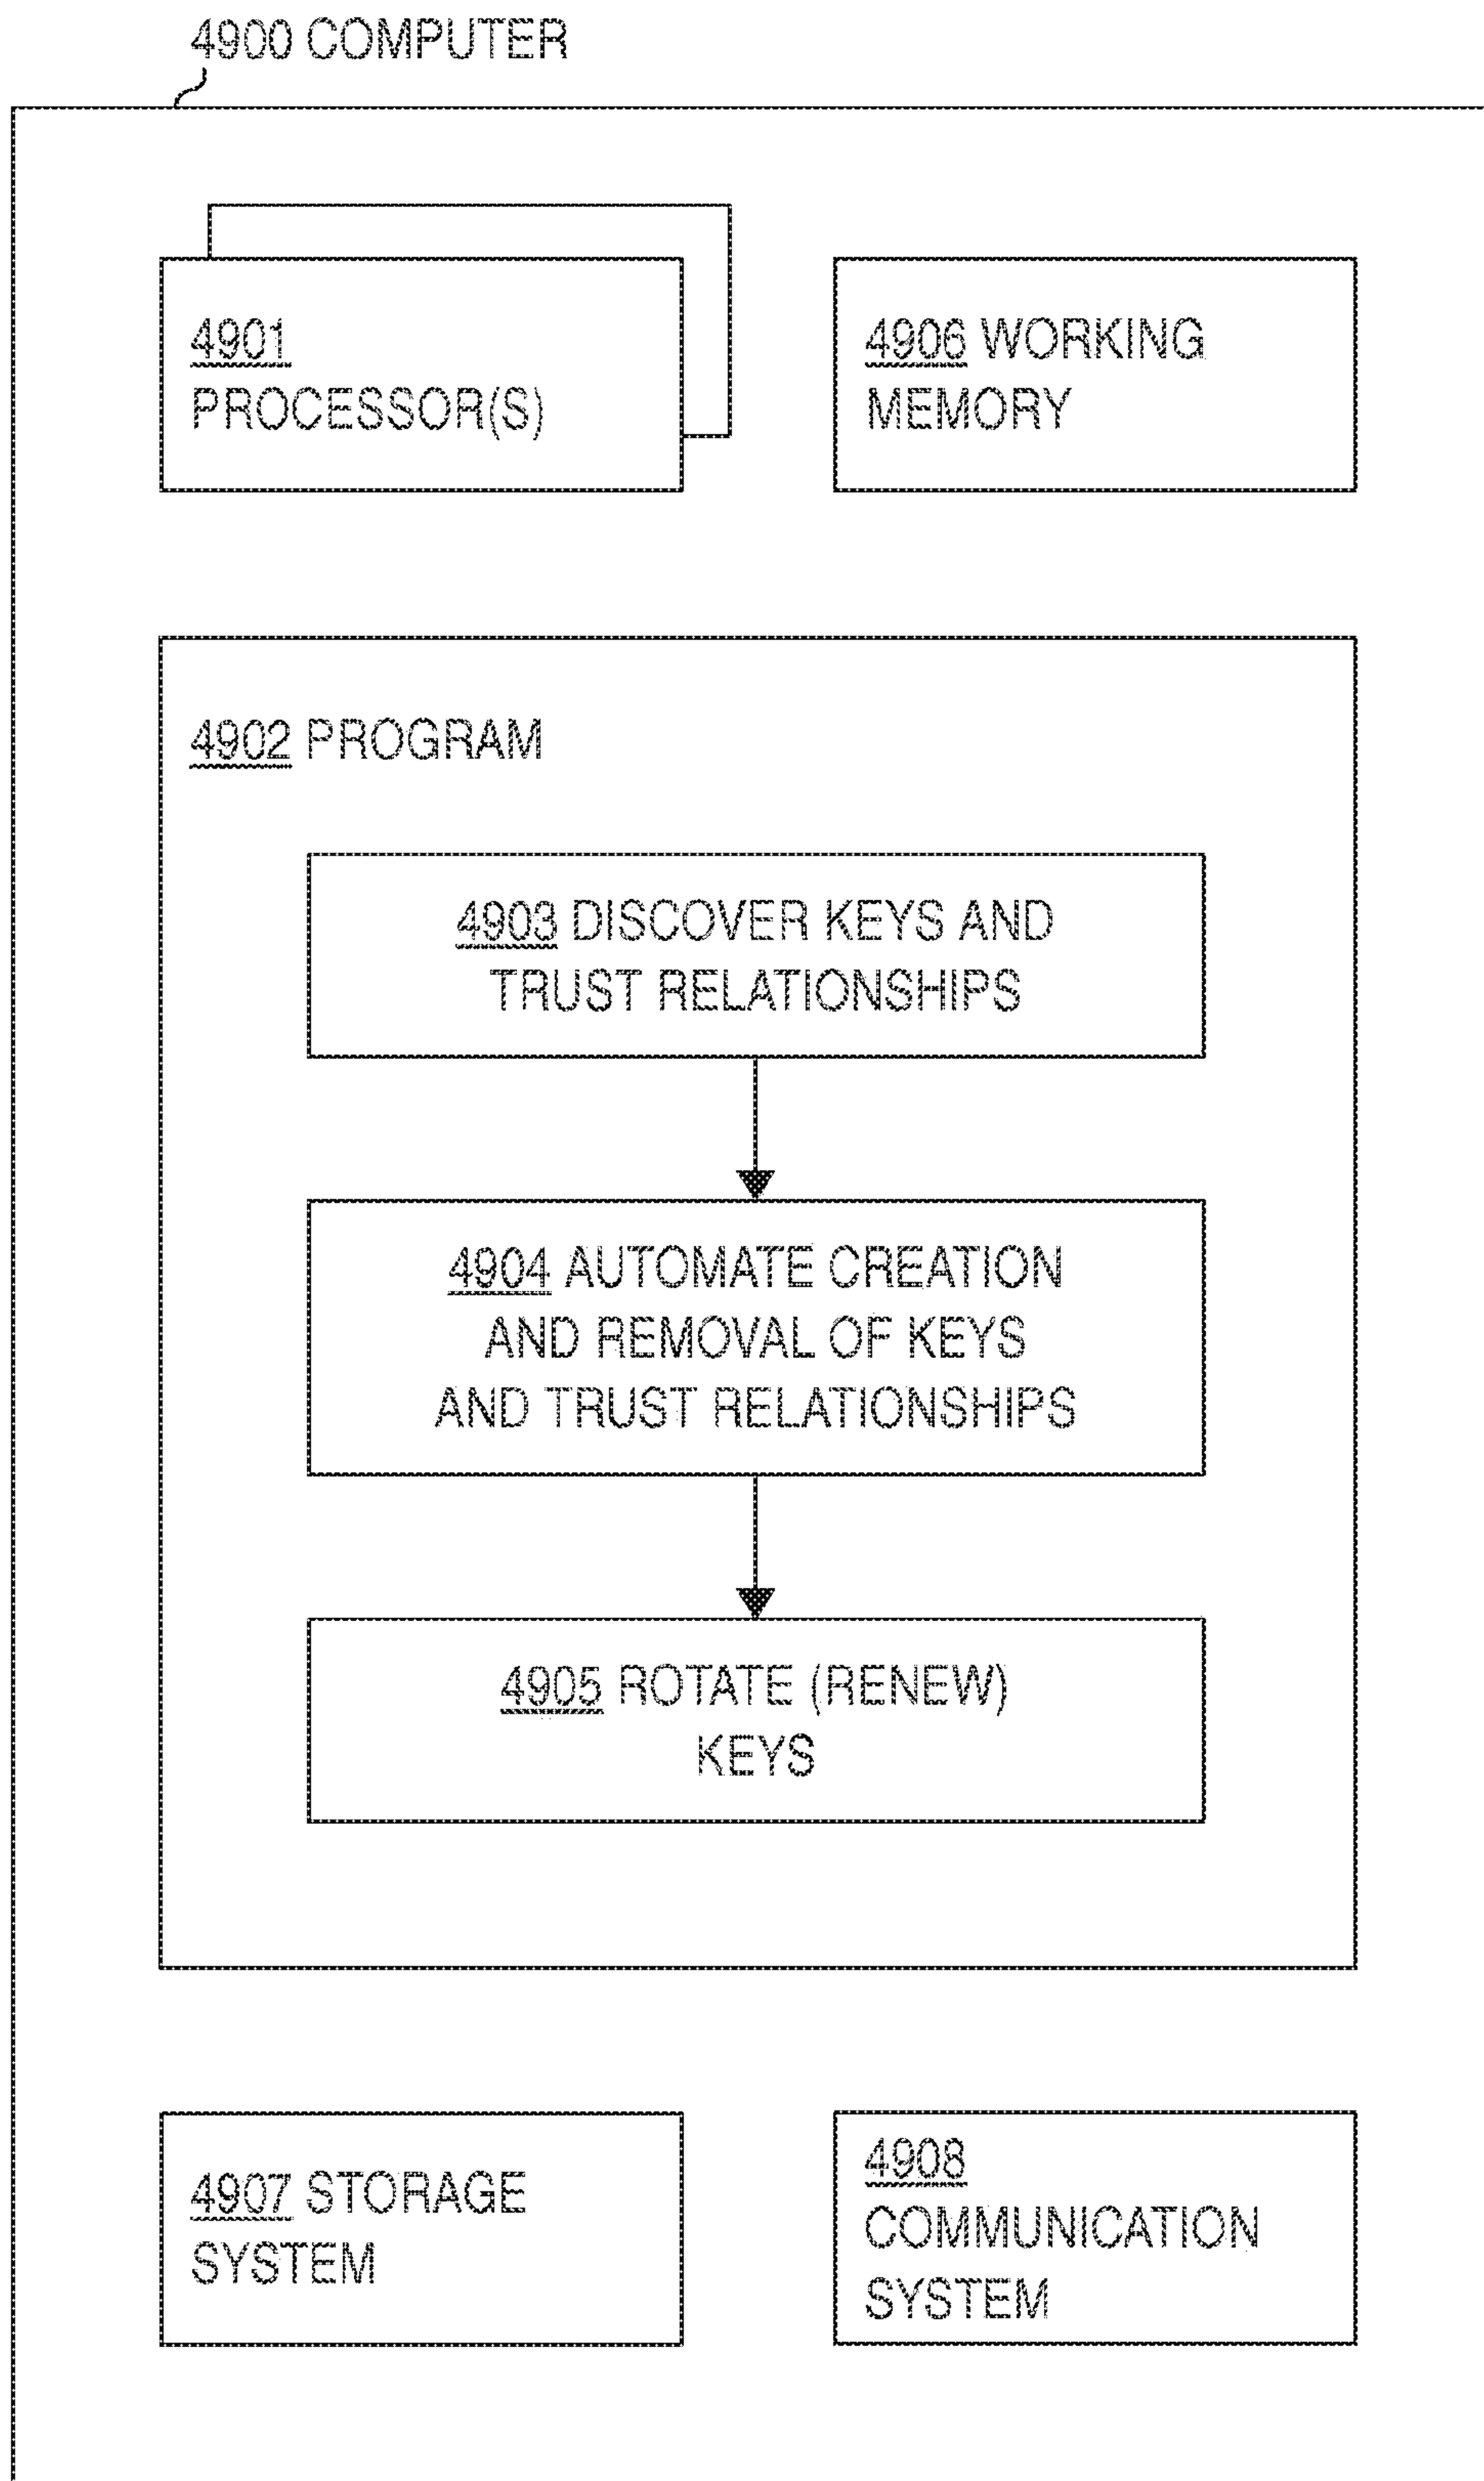 4900 COMPUTER
4901
PROCESSOR(S)
4906 WORKING
MEMORY
4902 PROGRAM
4903 DISCOVER KEYS AND
TRUST RELATIONSHIPS
4904 AUTOMATE CREATION
AND REMOVAL OF KEYS
AND TRUST RELATIONSHIPS
4905 ROTATE (RENEW)
KEYS
4907 STORAGE
SYSTEM
4908
COMMUNICATION
SYSTEM